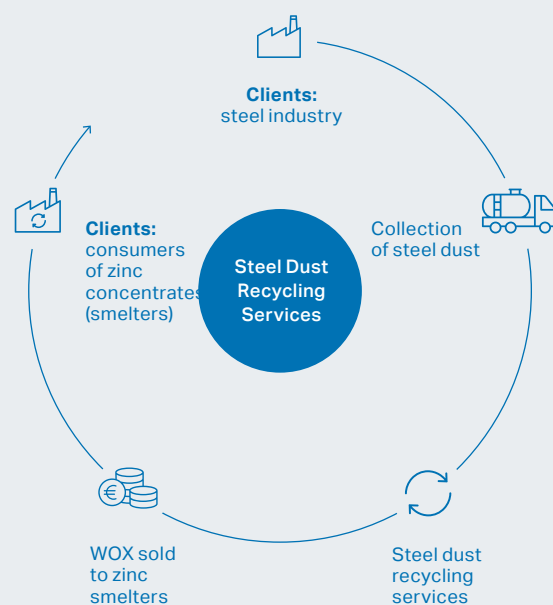 Clients:
steel industry
Collection
of steel dust
Steel dust
recycling
services
WOX sold
to zinc
smelters
€
Clients:
consumers
of zinc
concentrates
(smelters)
Steel Dust
Recycling
Services